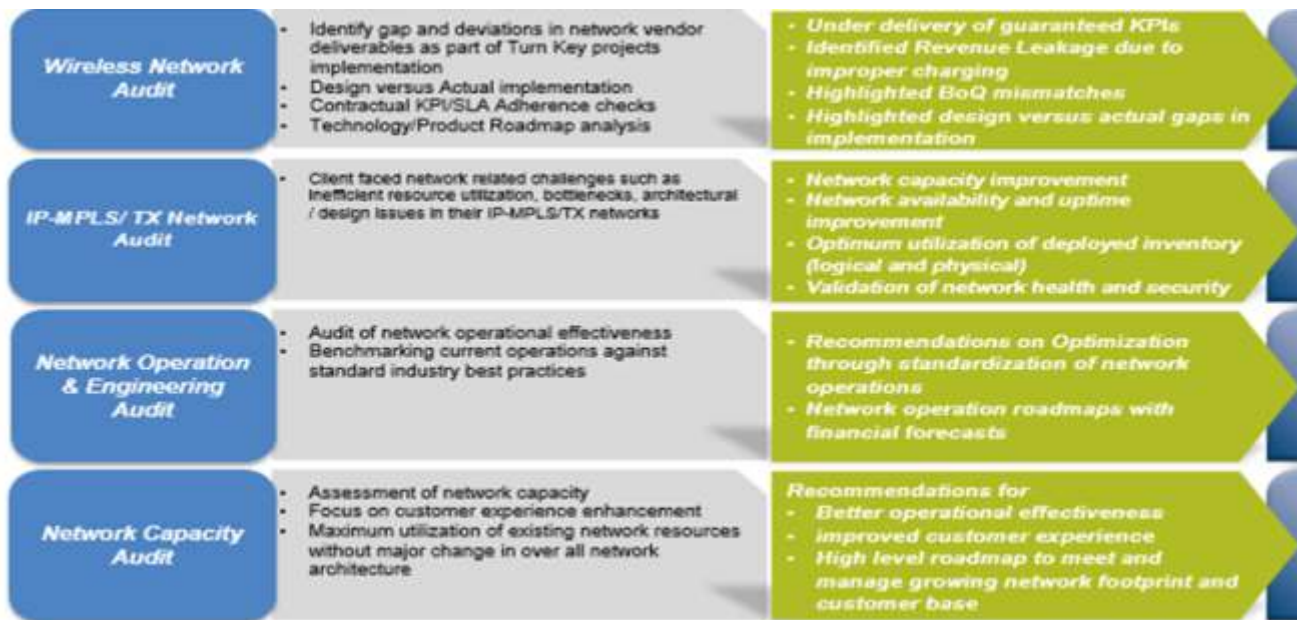 Wireless Network
Audit
• Identify gap and deviations in network vendor
deliverables as part of Turn Key projects
implementation
• Design versus Actual implementation
• Contractual KPI/SLA Adherence checks
• Technology/Product Roadmap analysis
- Under delivery of guaranteed KPIs
- Identified Revenue Leakage due to
improper charging
- Highlighted BoQ mismatches
- Highlighted design versus actual gaps in
implementation
IP-MPLS/ TX Network
Audit
• Client faced network related challenges such as
inefficient resource utilization, bottlenecks, architectural
/ design issues in their IP-MPLS/TX networks
- Network capacity improvement
- Network availability and uptime
improvement
- Optimum utilization of deployed inventory
(logical and physical)
- Validation of network health and security
Network Operation
& Engineering
Audit
• Audit of network operational effectiveness
• Benchmarking current operations against
standard industry best practices
- Recommendations on Optimization
through standardization of network
operations
- Network operation roadmaps with
financial forecasts
Network Capacity
Audit
• Assessment of network capacity
• Focus on customer experience enhancement
• Maximum utilization of existing network resources
without major change in over all network
architecture
Recommendations for
• Better operational effectiveness
• improved customer experience
• High level roadmap to meet and
manage growing network footprint and
customer base